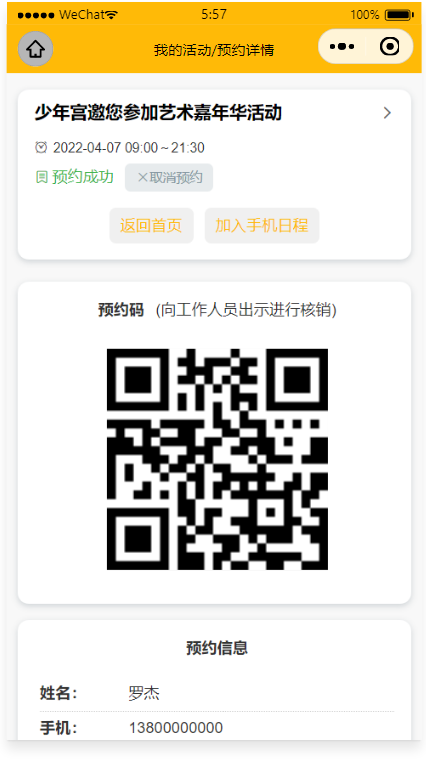 WeChat 5:57 100%
我的活动/预约详情
少年宫邀您参加艺术嘉年华活动
2022-04-07 09:00～21:30
预约成功 ×取消预约
返回首页 加入手机日程
预约码 (向工作人员出示进行核销)
预约信息
姓名： 罗杰
手机： 13800000000